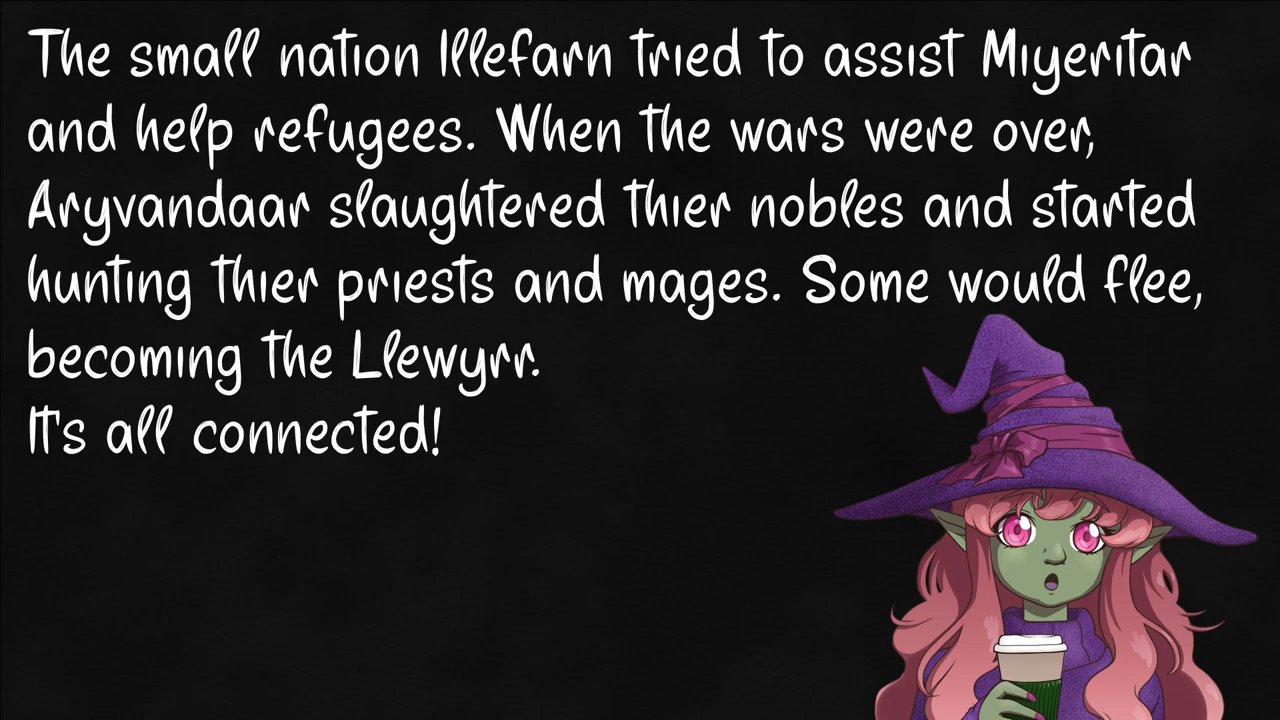 The small nation Illefarn tried to assist Miyeritar
and help refugees. When the wars were over,
Aryvandaar slaughtered thier nobles and started
hunting thier priests and mages. Some would flee,
becoming the Llewyrr.
It's all connected!